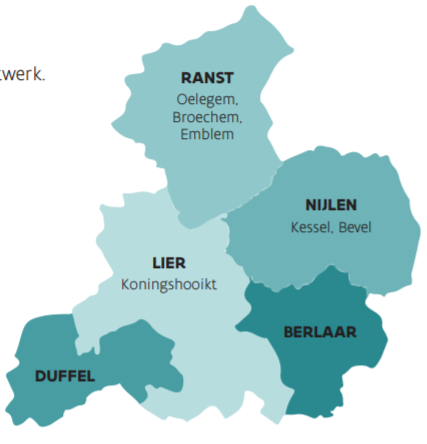 twerk.
RANST
Oelegem,
Broechem,
Emblem
NIJLEN
Kessel, Bevel
LIER
Koningshooikt
BERLAAR
DUFFEL